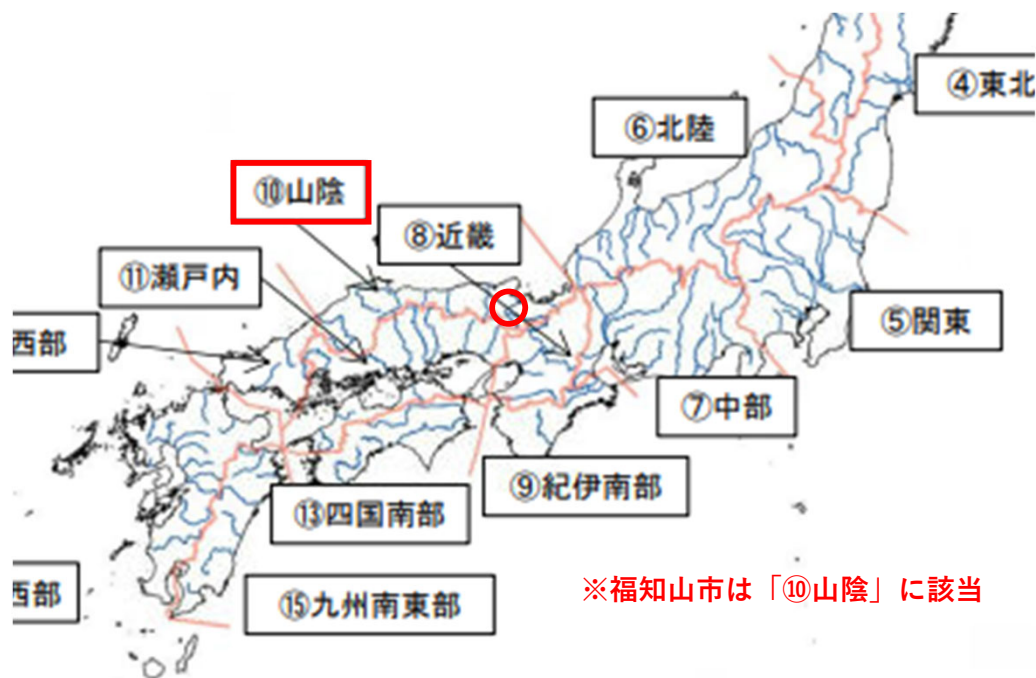 ④東北
⑥北陸
⑩山陰
⑧近畿
⑪瀬戸内
⑤関東
西部
⑦中部
⑨紀伊南部
⑬四国南部
西部
⑮九州南東部
※福知山市は「⑩山陰」に該当